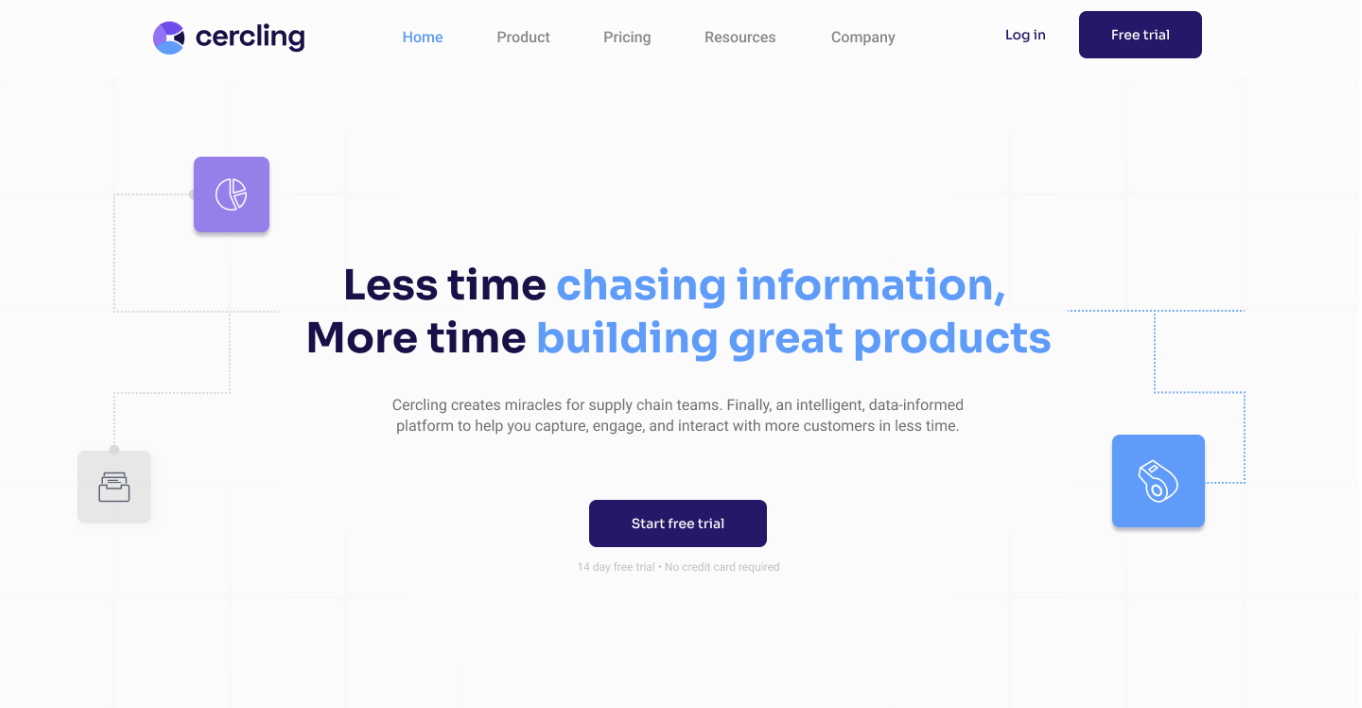 cercling
Home Product Pricing Resources Company Log in Free trial
Less time chasing information,
More time building great products
Cercling creates miracles for supply chain teams. Finally, an intelligent, data-informed
platform to help you capture, engage, and interact with more customers in less time.
Start free trial
14 day free trial • No credit card required